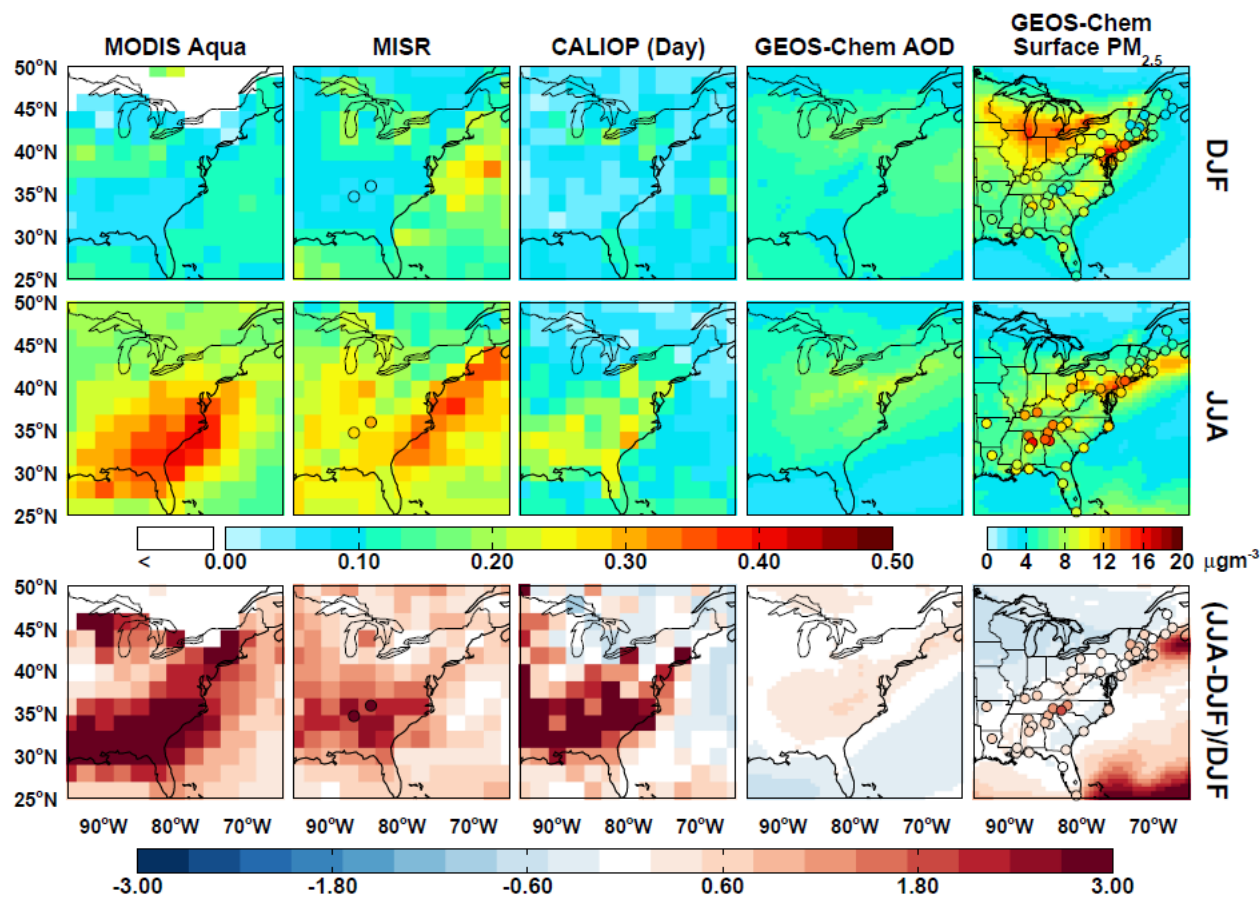 MODIS Aqua MISR CALIOP (Day) GEOS-Chem AOD GEOS-Chem Surface PM2.5
50°N
45°N
40°N
35°N
30°N
25°N
DJF
50°N
45°N
40°N
35°N
30°N
25°N
JJA
< 0.00 0.10 0.20 0.30 0.40 0.50
0 4 8 12 16 20 μgm-3
50°N
45°N
40°N
35°N
30°N
25°N
(JJA-DJF)/DJF
90°W 80°W 70°W 90°W 80°W 70°W 90°W 80°W 70°W 90°W 80°W 70°W 90°W 80°W 70°W
-3.00 -1.80 -0.60 0.60 1.80 3.00